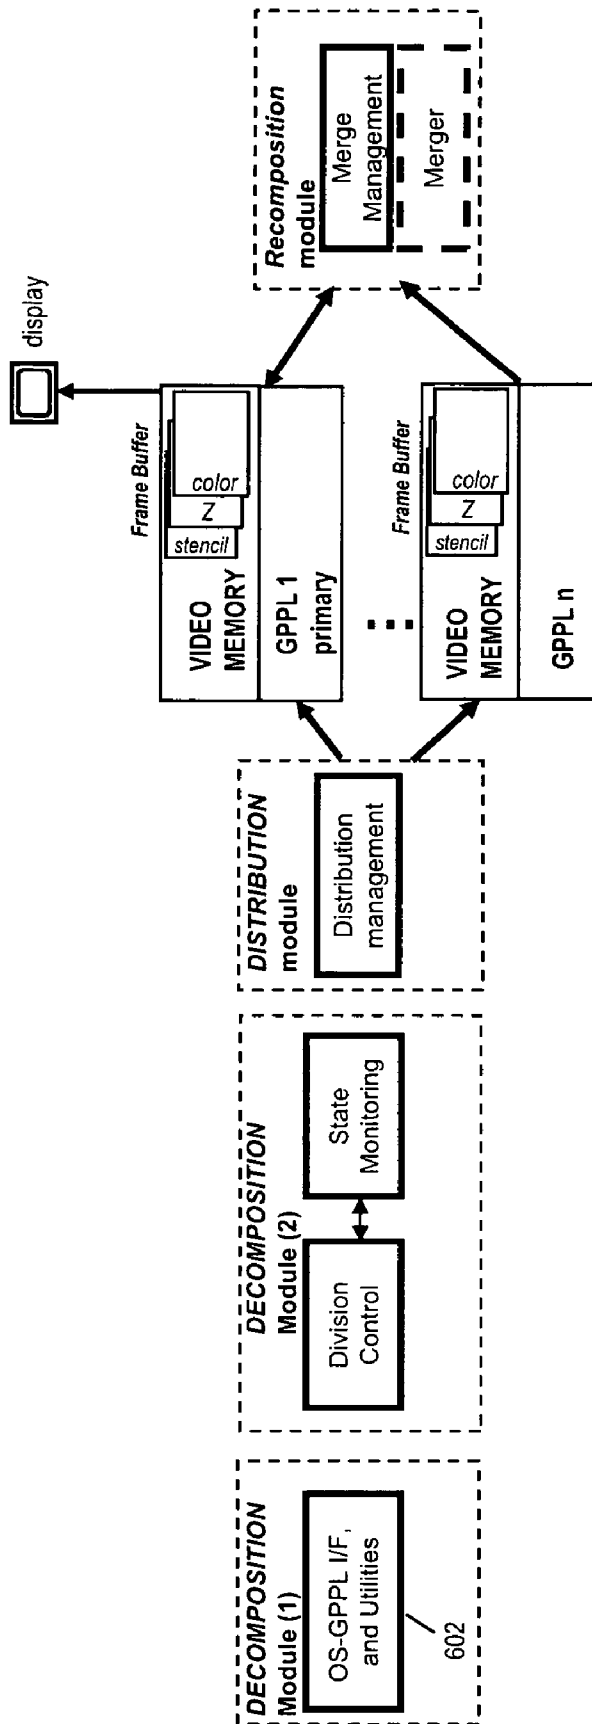 DECOMPOSITION
Module (1)
OS-GPPL I/F,
and Utilities
602
DECOMPOSITION
Module (2)
Division
Control
State
Monitoring
DISTRIBUTION
module
Distribution
management
Frame Buffer
stencil
Z
color
VIDEO
MEMORY
GPPL 1
primary
display
Frame Buffer
stencil
Z
color
VIDEO
MEMORY
GPPL n
Recomposition
module
Merge
Management
Merger